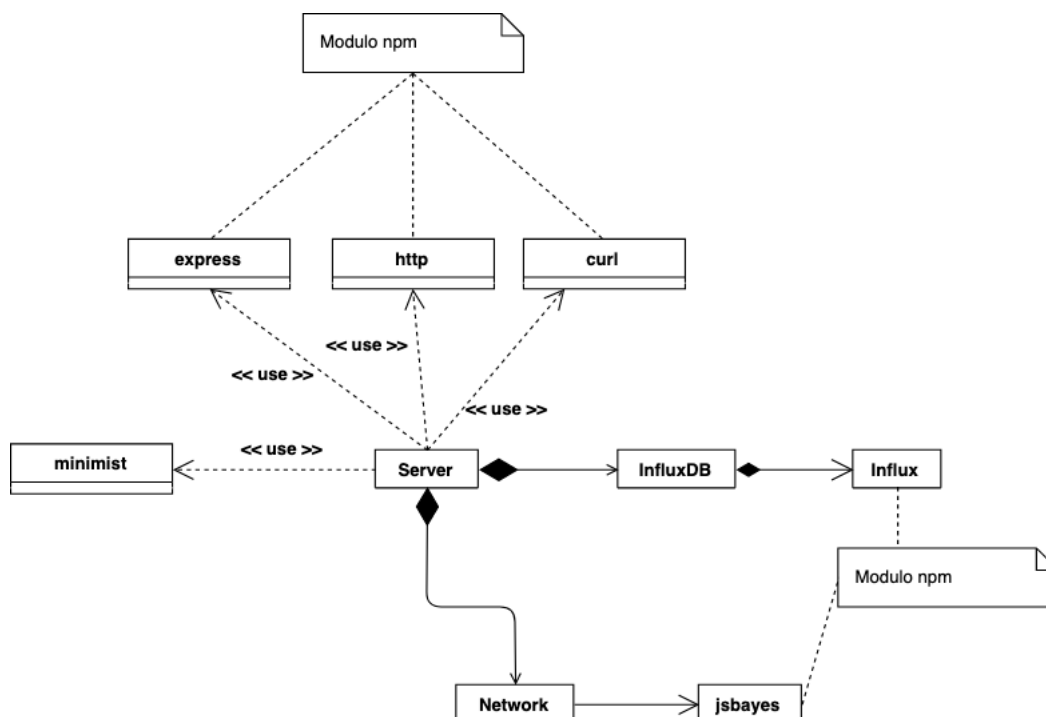 Modulo npm
express
http
curl
<< use >>
<< use >>
<< use >>
minimist
<< use >>
Server
InfluxDB
Influx
Modulo npm
Network
jsbayes